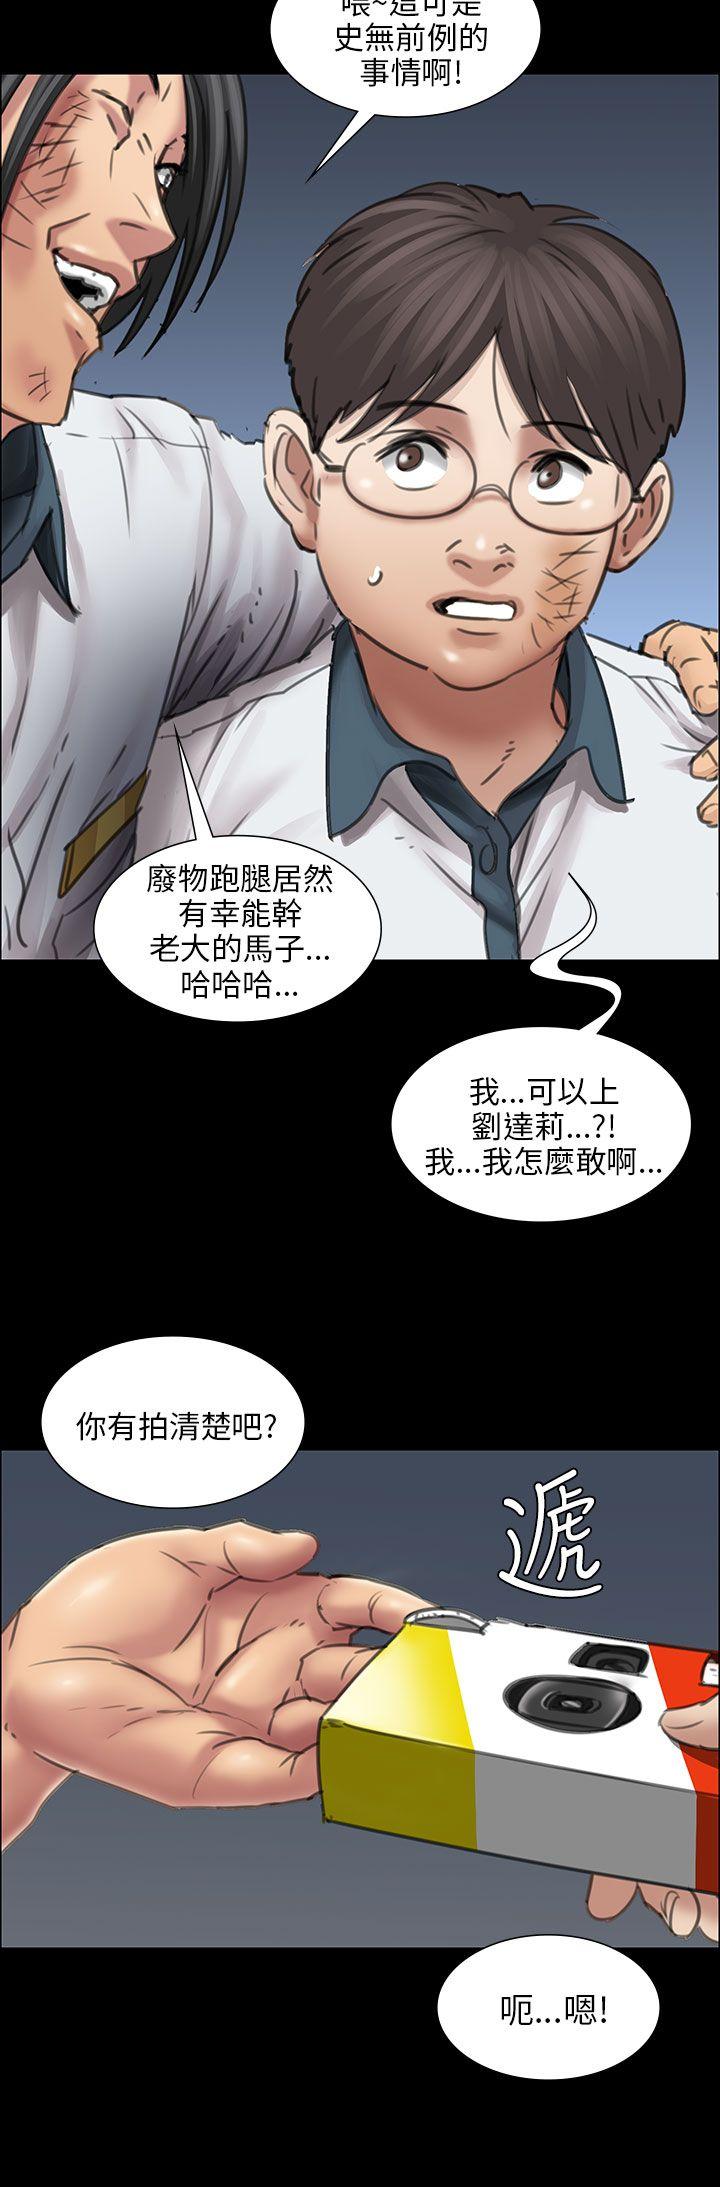 喂~這可是
史無前例的
事情啊!
廢物跑腿居然
有幸能幹
老大的馬子...
哈哈哈...
我...可以上
劉達莉...?!
我...我怎麼敢啊...
你有拍清楚吧?
遞
呃...嗯!